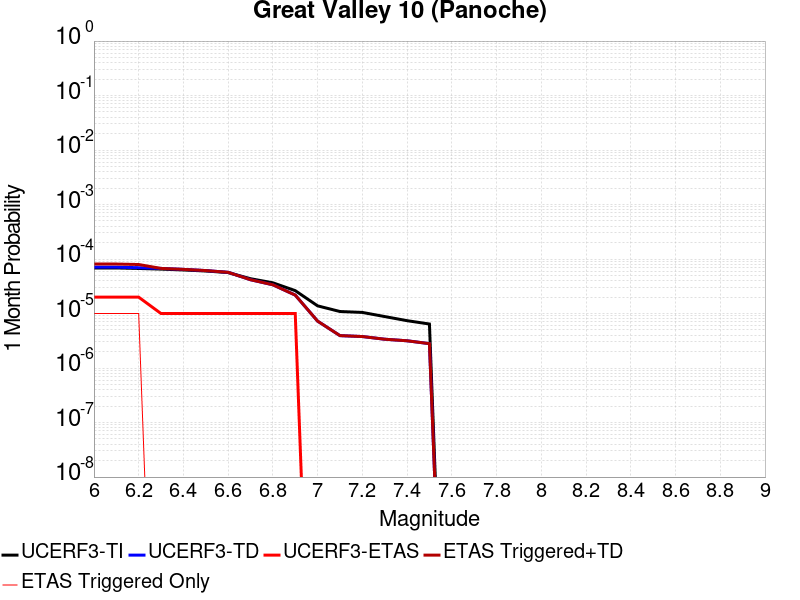 Great Valley 10 (Panoche)
10^0
10^-1
10^-2
10^-3
10^-4
10^-5
10^-6
10^-7
10^-8
1 Month Probability
6 6.2 6.4 6.6 6.8 7 7.2 7.4 7.6 7.8 8 8.2 8.4 8.6 8.8 9
Magnitude
UCERF3-TI UCERF3-TD UCERF3-ETAS ETAS Triggered+TD
ETAS Triggered Only